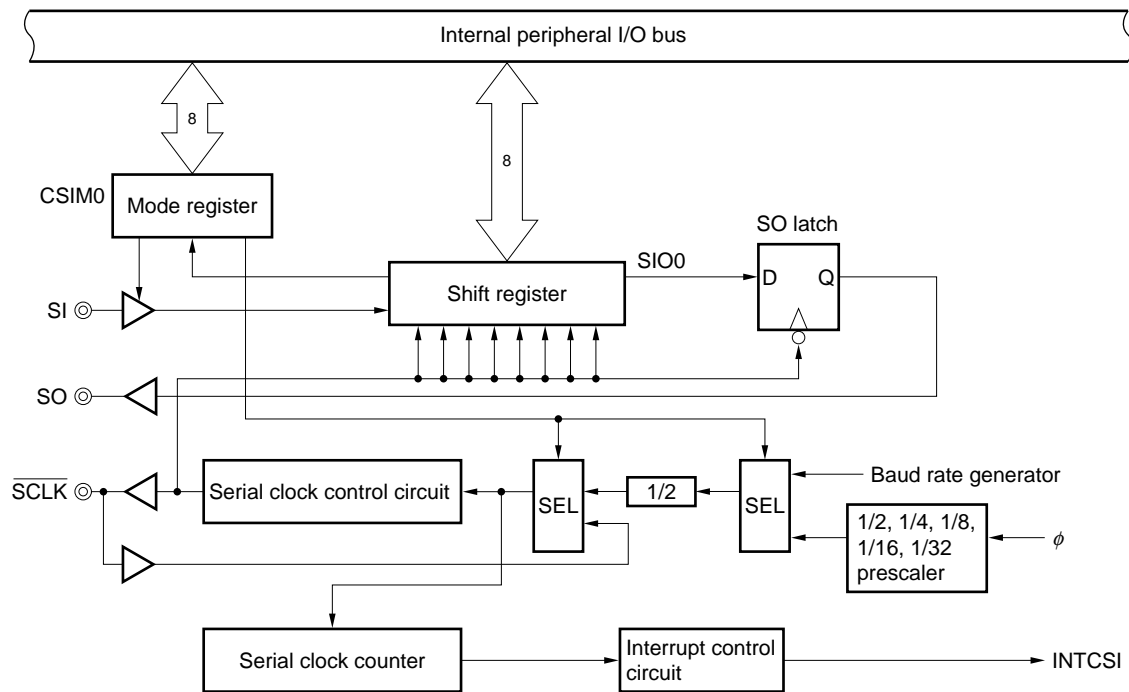 Internal peripheral I/O bus
8
8
CSIM0
Mode register
SO latch
SIO0
Shift register
D
Q
SI
SO
SCLK
Serial clock control circuit
SEL
1/2
SEL
Baud rate generator
1/2, 1/4, 1/8,
1/16, 1/32
prescaler
ϕ
Serial clock counter
Interrupt control
circuit
INTCSI